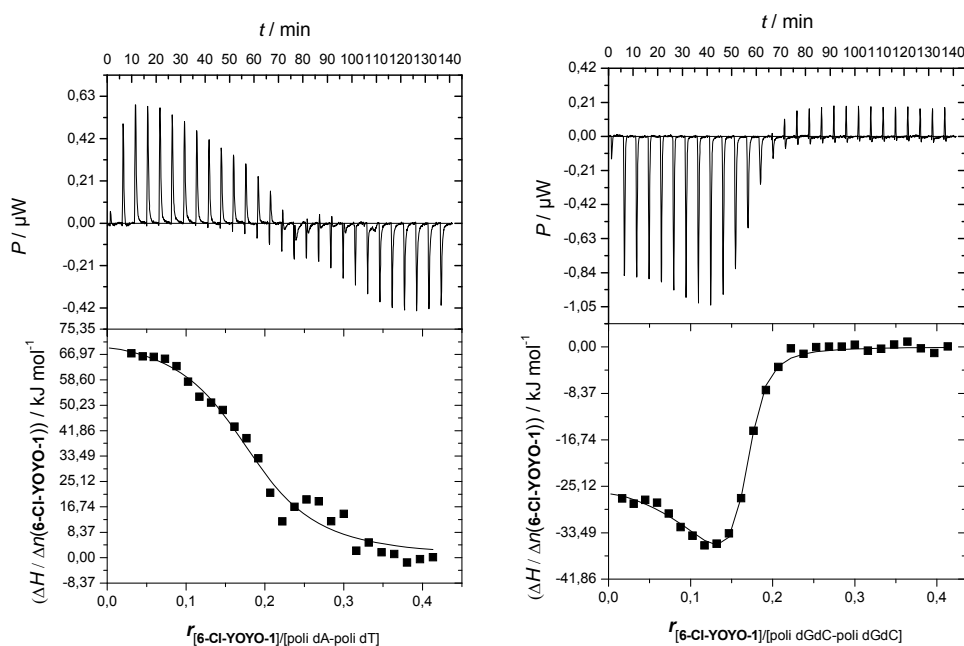 t / min
0 10 20 30 40 50 60 70 80 90 100 110 120 130 140
0,63
0,42
0,21
0,00
-0,21
-0,42
P / µW
75,35
66,97
58,60
50,23
41,86
33,49
25,12
16,74
8,37
0,00
-8,37
(ΔH / Δn(6-Cl-YOYO-1)) / kJ mol⁻¹
0,0 0,1 0,2 0,3 0,4
r[6-Cl-YOYO-1]/[poli dA-poli dT]
t / min
0 10 20 30 40 50 60 70 80 90 100 110 120 130 140
0,42
0,21
0,00
-0,21
-0,42
-0,63
-0,84
-1,05
P / µW
0,00
-8,37
-16,74
-25,12
-33,49
-41,86
(ΔH / Δn(6-Cl-YOYO-1)) / kJ mol⁻¹
0,0 0,1 0,2 0,3 0,4
r[6-Cl-YOYO-1]/[poli dGdC-poli dGdC]